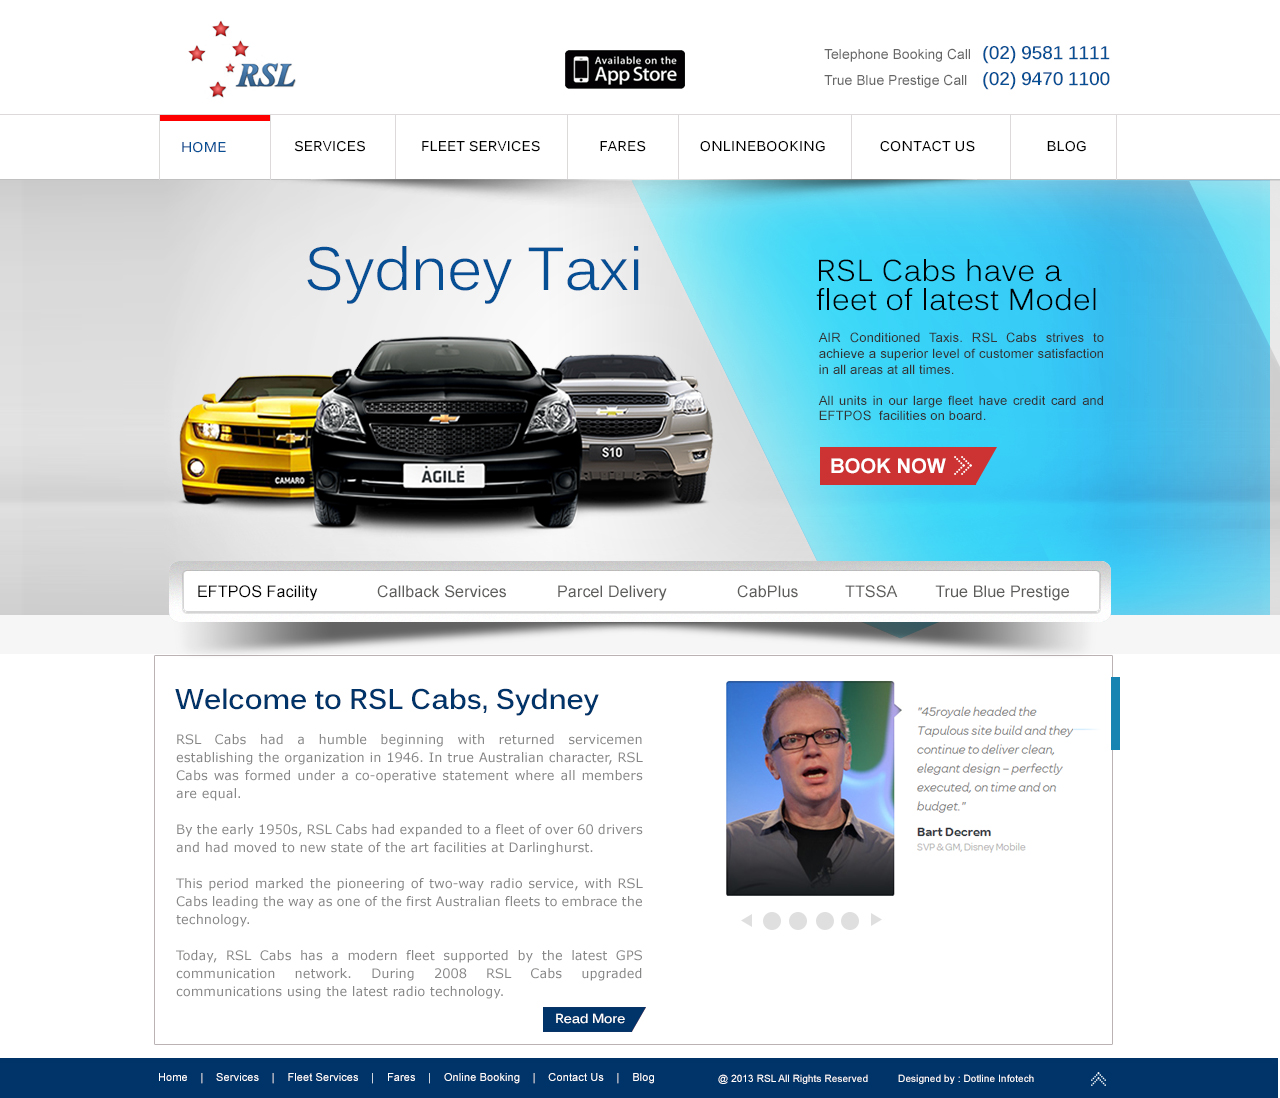 RSL
Available on the
App Store
Telephone Booking Call (02) 9581 1111
True Blue Prestige Call (02) 9470 1100
HOME SERVICES FLEET SERVICES FARES ONLINEBOOKING CONTACT US BLOG
Sydney Taxi
RSL Cabs have a
fleet of latest Model
AIR Conditioned Taxis. RSL Cabs strives to
achieve a superior level of customer satisfaction
in all areas at all times.
All units in our large fleet have credit card and
EFTPOS facilities on board.
BOOK NOW
CAMARO
AGILE
S10
EFTPOS Facility Callback Services Parcel Delivery CabPlus TTSSA True Blue Prestige
Welcome to RSL Cabs, Sydney
RSL Cabs had a humble beginning with returned servicemen
establishing the organization in 1946. In true Australian character, RSL
Cabs was formed under a co-operative statement where all members
are equal.
By the early 1950s, RSL Cabs had expanded to a fleet of over 60 drivers
and had moved to new state of the art facilities at Darlinghurst.
This period marked the pioneering of two-way radio service, with RSL
Cabs leading the way as one of the first Australian fleets to embrace the
technology.
Today, RSL Cabs has a modern fleet supported by the latest GPS
communication network. During 2008 RSL Cabs upgraded
communications using the latest radio technology.
Read More
"45royale headed the
Tapulous site build and they
continue to deliver clean,
elegant design – perfectly
executed, on time and on
budget."
Bart Decrem
SVP & GM, Disney Mobile
Home | Services | Fleet Services | Fares | Online Booking | Contact Us | Blog
@ 2013 RSL All Rights Reserved Designed by : Dotline Infotech